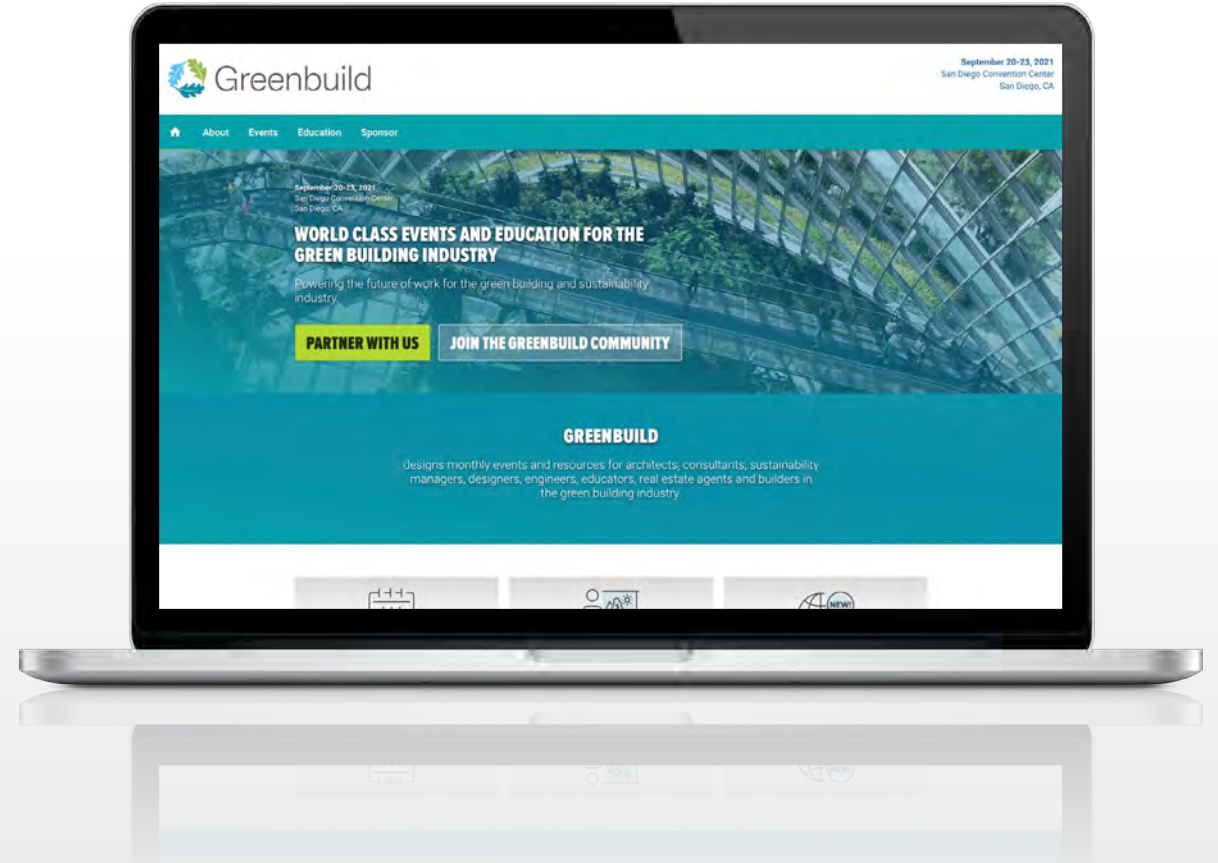 Greenbuild
September 20-23, 2021
San Diego Convention Center
San Diego, CA
About Events Education Sponsor
September 20-23, 2021
San Diego Convention Center
San Diego, CA
WORLD CLASS EVENTS AND EDUCATION FOR THE
GREEN BUILDING INDUSTRY
Powering the future of work for the green building and sustainability
industry.
PARTNER WITH US
JOIN THE GREENBUILD COMMUNITY
GREENBUILD
designs monthly events and resources for architects, consultants, sustainability
managers, designers, engineers, educators, real estate agents and builders in
the green building industry.
NEW!